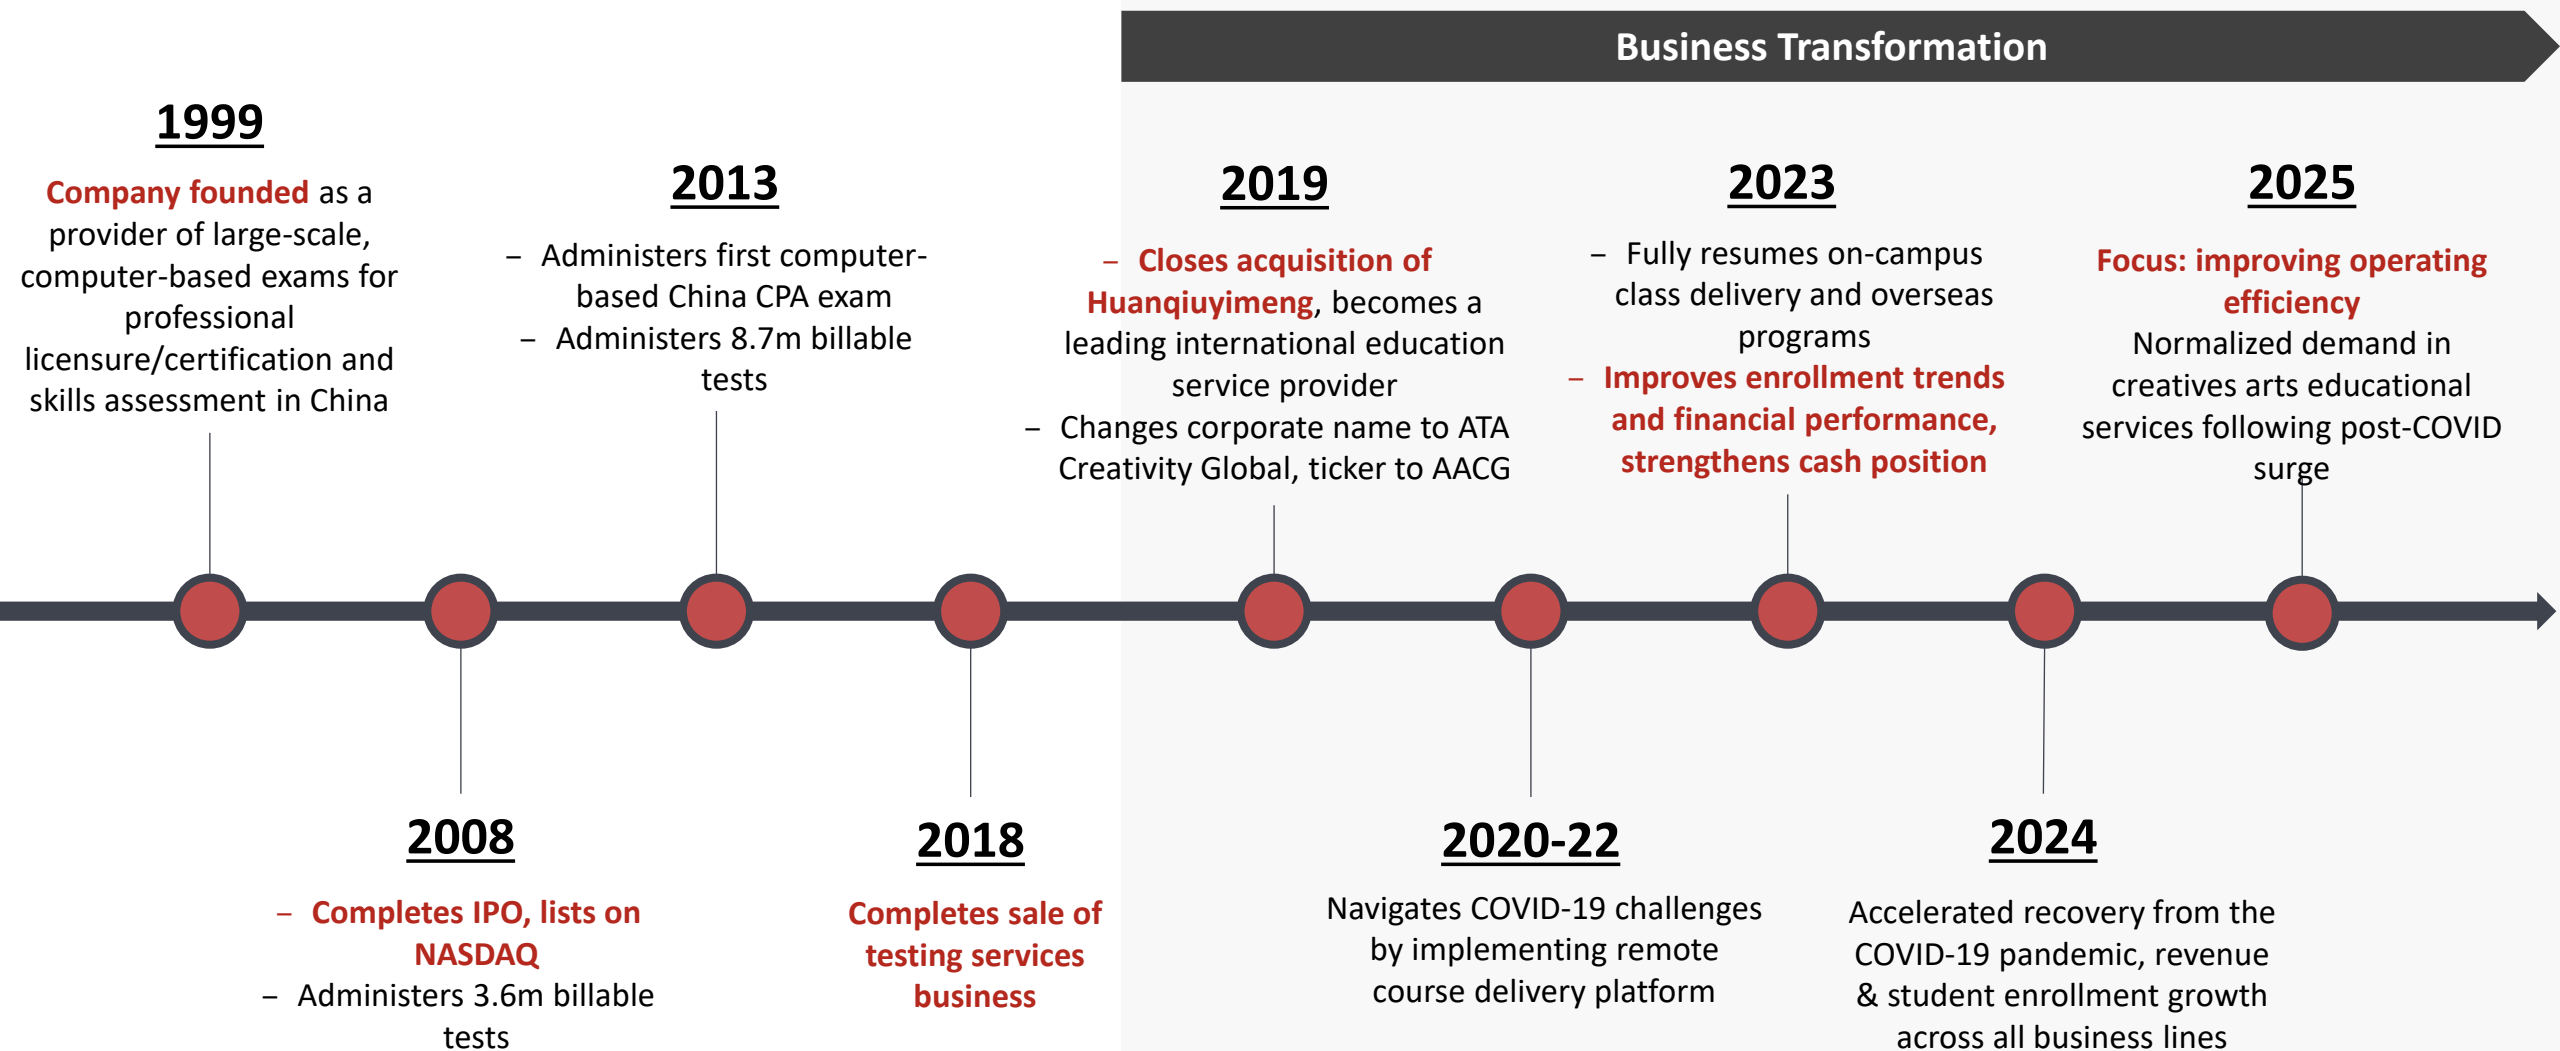 Business Transformation
1999
Company founded as a
provider of large-scale,
computer-based exams for
professional
licensure/certification and
skills assessment in China
2008
– Completes IPO, lists on
NASDAQ
– Administers 3.6m billable
tests
2013
– Administers first computer-
based China CPA exam
– Administers 8.7m billable
tests
2018
Completes sale of
testing services
business
2019
– Closes acquisition of
Huanqiuyimeng, becomes a
leading international education
service provider
– Changes corporate name to ATA
Creativity Global, ticker to AACG
2020-22
Navigates COVID-19 challenges
by implementing remote
course delivery platform
2023
– Fully resumes on-campus
class delivery and overseas
programs
– Improves enrollment trends
and financial performance,
strengthens cash position
2024
Accelerated recovery from the
COVID-19 pandemic, revenue
& student enrollment growth
across all business lines
2025
Focus: improving operating
efficiency
Normalized demand in
creatives arts educational
services following post-COVID
surge